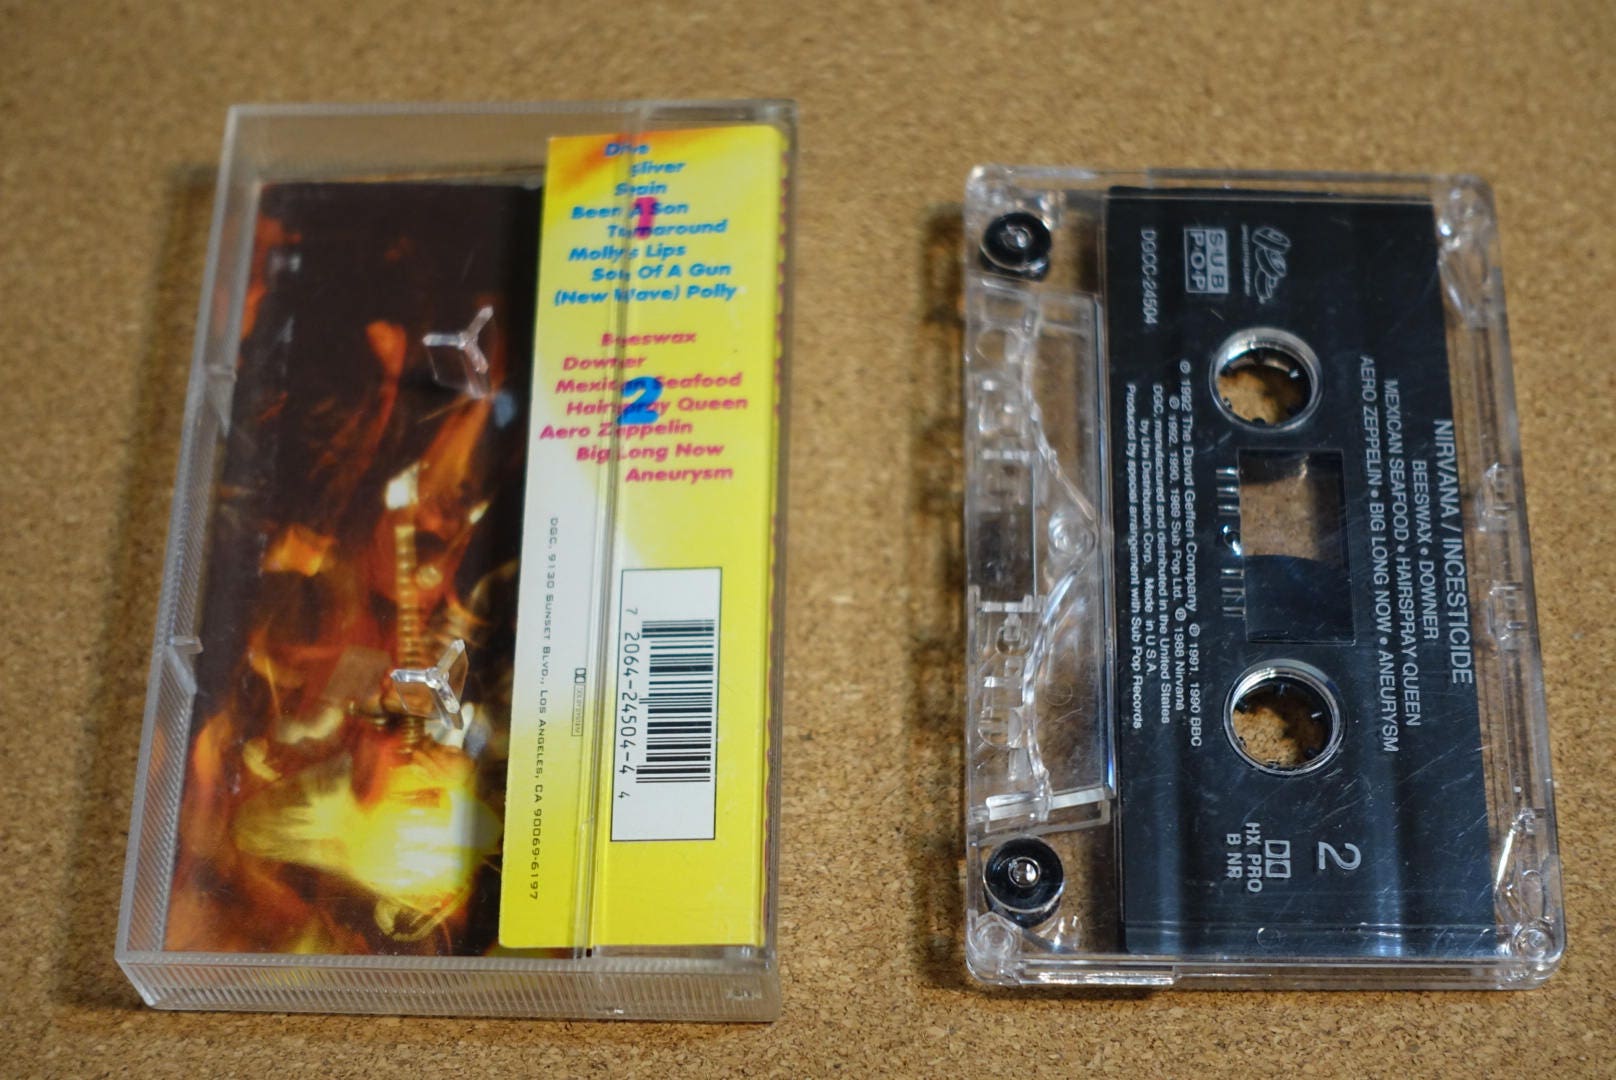 Dive
Sliver
Stain
Been A Son
Turnaround
Molly's Lips
Son Of A Gun
(New Wave) Polly
1
Beeswax
Downer
Mexican Seafood
Hairspray Queen
Aero Zeppelin
Big Long Now
Aneurysm
2
DGC, 9130 Sunset Blvd., Los Angeles, CA 90069-6197
7 2064-24504-4 4
NIRVANA / INCESTICIDE
BEESWAX • DOWNER
MEXICAN SEAFOOD • HAIRSPRAY QUEEN
AERO ZEPPELIN • BIG LONG NOW • ANEURYSM
SUB
POP
DGCC-24504
2
HX PRO
B NR
℗ 1992 The David Geffen Company ℗ 1991, 1990 BBC
℗ 1992, 1990, 1989 Sub Pop Ltd. ℗ 1988 Nirvana
DGC, manufactured and distributed in the United States
by Uni Distribution Corp. Made in U.S.A.
Produced by special arrangement with Sub Pop Records